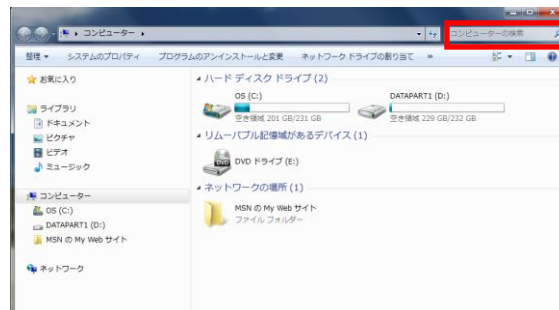 コンピューター
コンピューターの検索
整理 システムのプロパティ プログラムのアンインストールと変更 ネットワーク ドライブの割り当て »
お気に入り
ライブラリ
ドキュメント
ピクチャ
ビデオ
ミュージック
コンピューター
OS (C:)
DATAPART1 (D:)
MSN の My Web サイト
ネットワーク
ハード ディスク ドライブ (2)
OS (C:)
空き領域 201 GB/231 GB
DATAPART1 (D:)
空き領域 229 GB/232 GB
リムーバブル記憶域があるデバイス (1)
DVD ドライブ (E:)
DVD
ネットワークの場所 (1)
MSN の My Web サイト
ファイル フォルダー